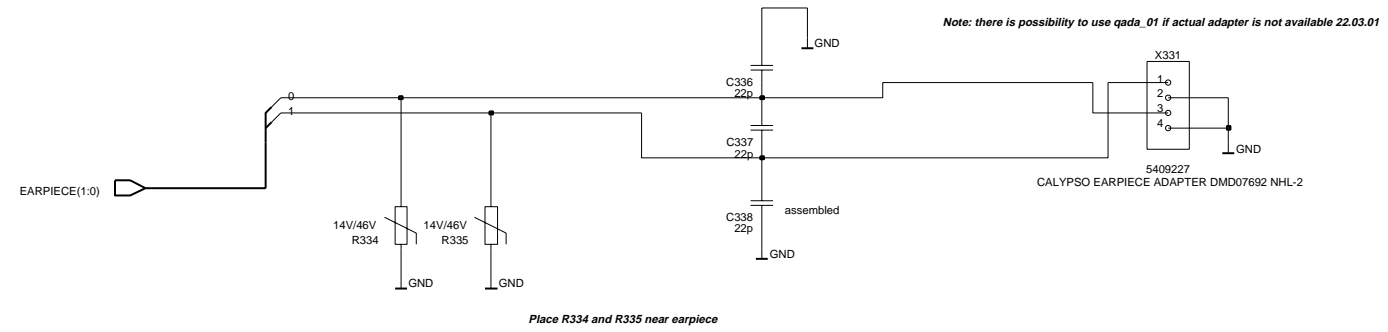 Note: there is possibility to use qada_01 if actual adapter is not available 22.03.01
GND
X331
C336
22p
1
2
3
4
0
1
C337
22p
GND
5409227
CALYPSO EARPIECE ADAPTER DMD07692 NHL-2
EARPIECE(1:0)
14V/46V
R334
14V/46V
R335
C338
22p
assembled
GND
GND
GND
Place R334 and R335 near earpiece